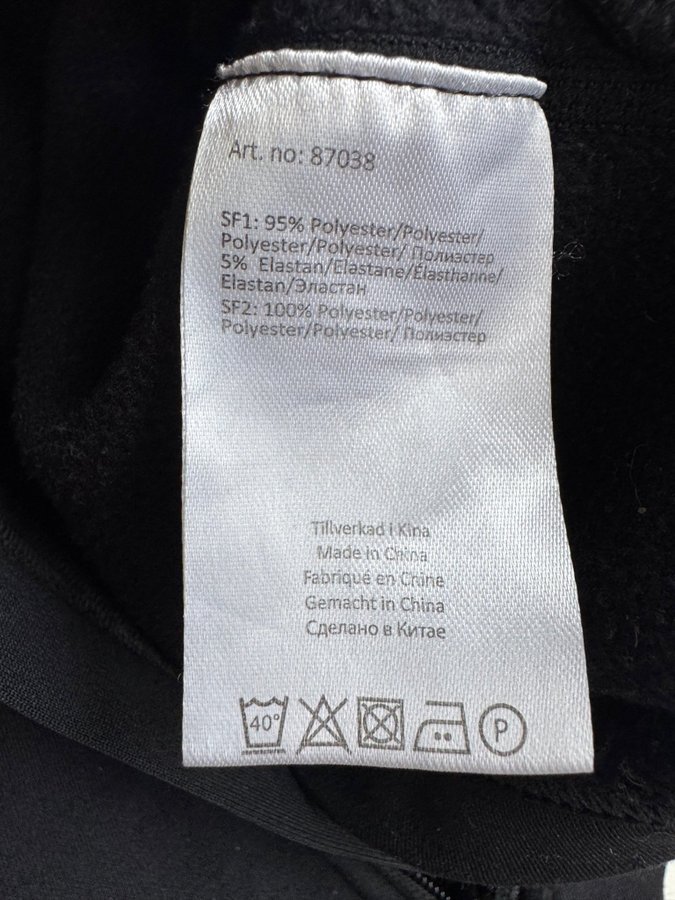 Art. no: 87038
SF1: 95% Polyester/Polyester/
Polyester/Polyester/ Полиэстер
5% Elastan/Elastane/Élasthanne/
Elastan/Эластан
SF2: 100% Polyester/Polyester/
Polyester/Polyester/ Полиэстер
Tillverkad i Kina
Made in China
Fabriqué en Chine
Gemacht in China
Сделано в Китае
40° P